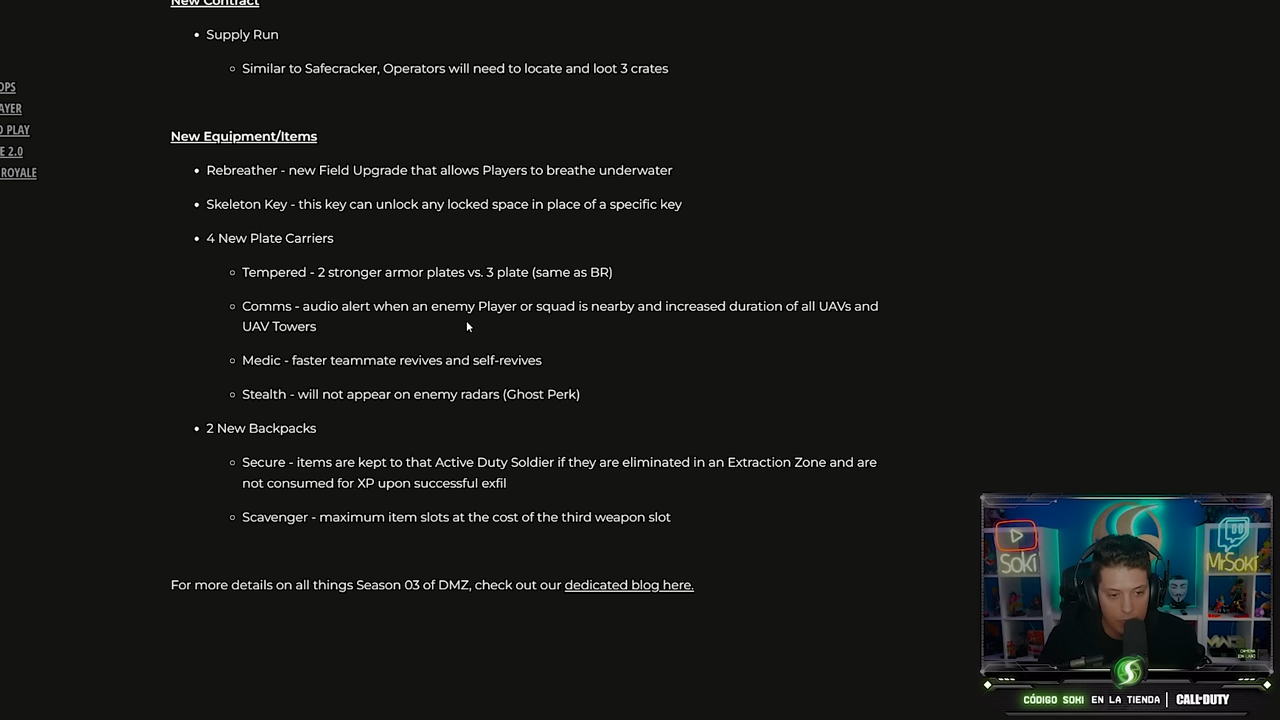 New Contract
Supply Run
Similar to Safecracker, Operators will need to locate and loot 3 crates
OPS
AYER
O PLAY
E 2.0
ROYALE
New Equipment/Items
Rebreather - new Field Upgrade that allows Players to breathe underwater
Skeleton Key - this key can unlock any locked space in place of a specific key
4 New Plate Carriers
Tempered - 2 stronger armor plates vs. 3 plate (same as BR)
Comms - audio alert when an enemy Player or squad is nearby and increased duration of all UAVs and
UAV Towers
Medic - faster teammate revives and self-revives
Stealth - will not appear on enemy radars (Ghost Perk)
2 New Backpacks
Secure - items are kept to that Active Duty Soldier if they are eliminated in an Extraction Zone and are
not consumed for XP upon successful exfil
Scavenger - maximum item slots at the cost of the third weapon slot
For more details on all things Season 03 of DMZ, check out our dedicated blog here.
Soki
MrSoki
CÓDIGO SOKI EN LA TIENDA | CALL OF DUTY